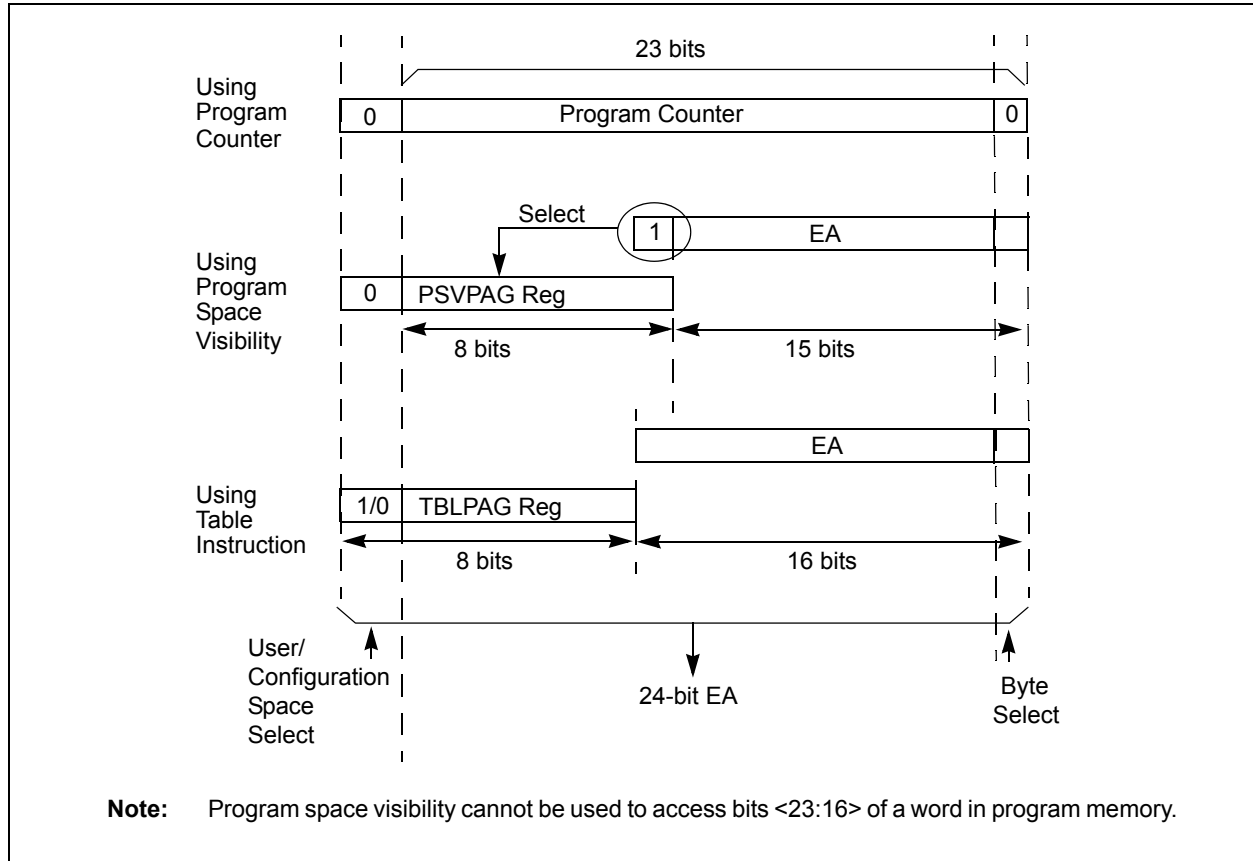 23 bits
Using
Program
Counter
0
Program Counter
0
Select
1
EA
Using
Program
Space
Visibility
0
PSVPAG Reg
8 bits
15 bits
EA
Using
Table
Instruction
1/0
TBLPAG Reg
8 bits
16 bits
User/
Configuration
Space
Select
24-bit EA
Byte
Select
Note: Program space visibility cannot be used to access bits <23:16> of a word in program memory.